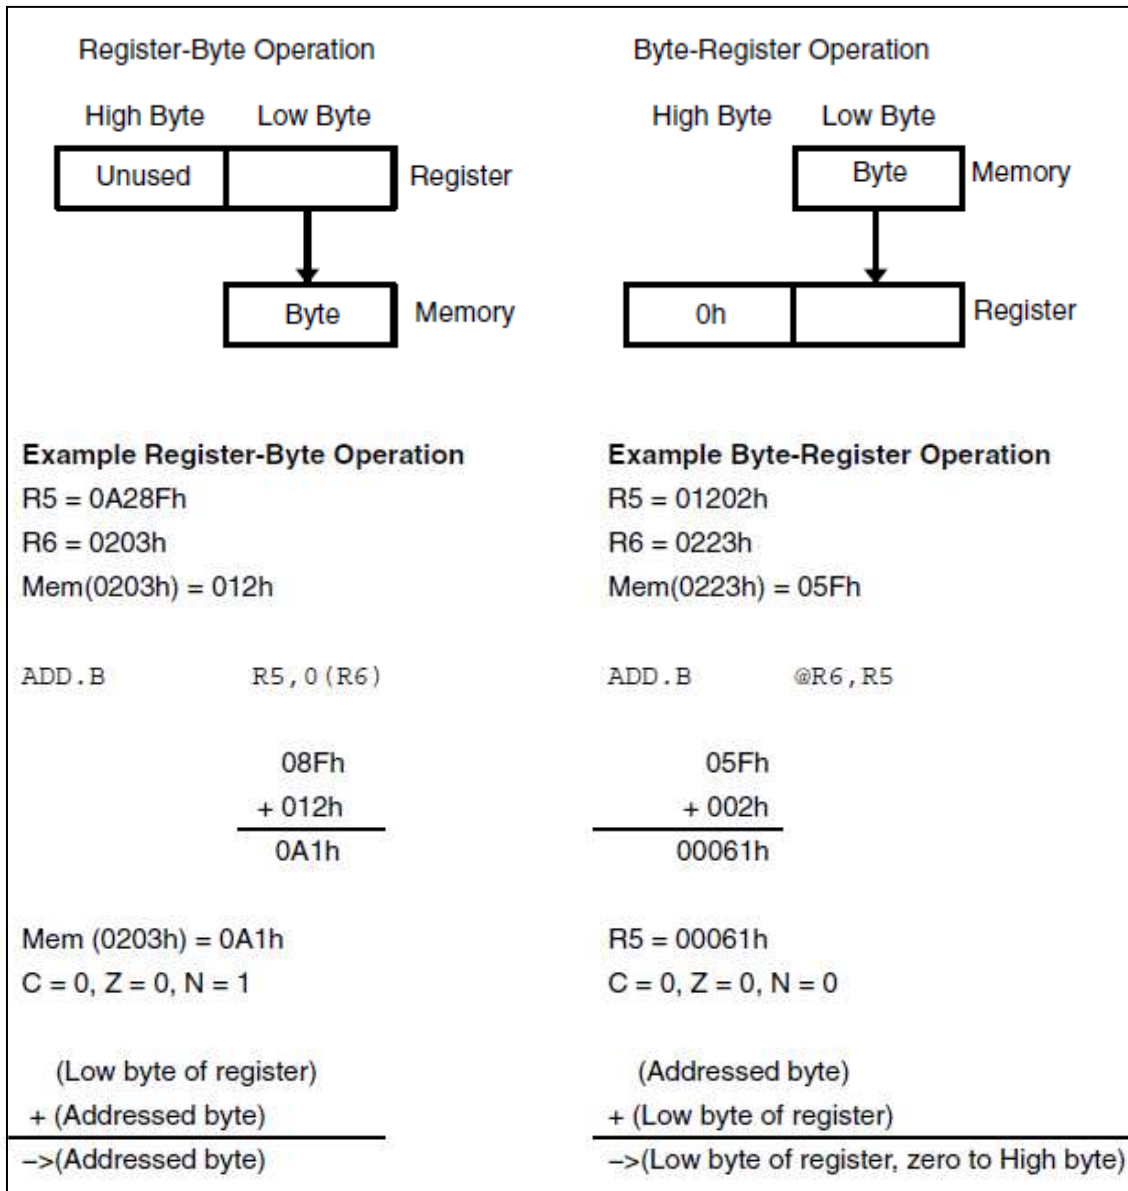 Register-Byte Operation
High Byte Low Byte
Unused Register
Byte Memory
Example Register-Byte Operation
R5 = 0A28Fh
R6 = 0203h
Mem(0203h) = 012h
ADD.B R5,0(R6)
08Fh
+ 012h
0A1h
Mem (0203h) = 0A1h
C = 0, Z = 0, N = 1
(Low byte of register)
+ (Addressed byte)
–>(Addressed byte)
Byte-Register Operation
High Byte Low Byte
Byte Memory
0h Register
Example Byte-Register Operation
R5 = 01202h
R6 = 0223h
Mem(0223h) = 05Fh
ADD.B @R6,R5
05Fh
+ 002h
00061h
R5 = 00061h
C = 0, Z = 0, N = 0
(Addressed byte)
+ (Low byte of register)
–>(Low byte of register, zero to High byte)